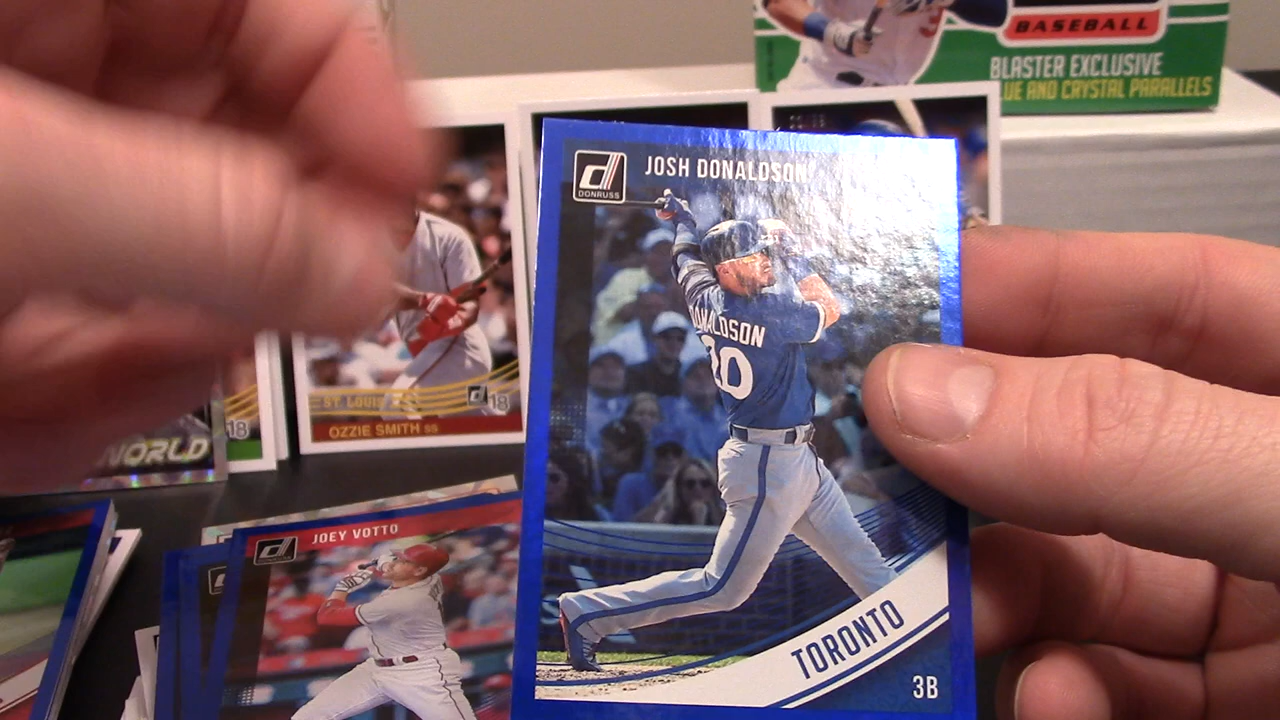 BASEBALL
BLASTER EXCLUSIVE
UE AND CRYSTAL PARALLELS
DONRUSS
JOSH DONALDSON
DONALDSON
20
TORONTO
3B
ST. LOUIS
18
OZZIE SMITH SS
18
WORLD
JOEY VOTTO